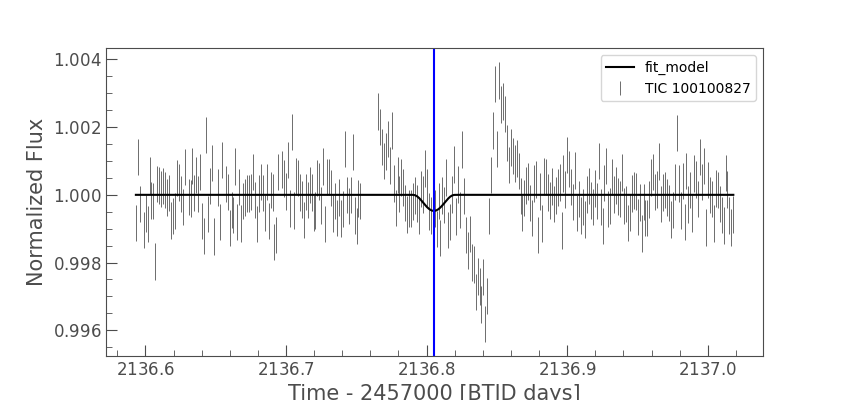 1.004
1.002
1.000
0.998
0.996
Normalized Flux
fit_model
TIC 100100827
2136.6 2136.7 2136.8 2136.9 2137.0
Time - 2457000 [BTJD days]